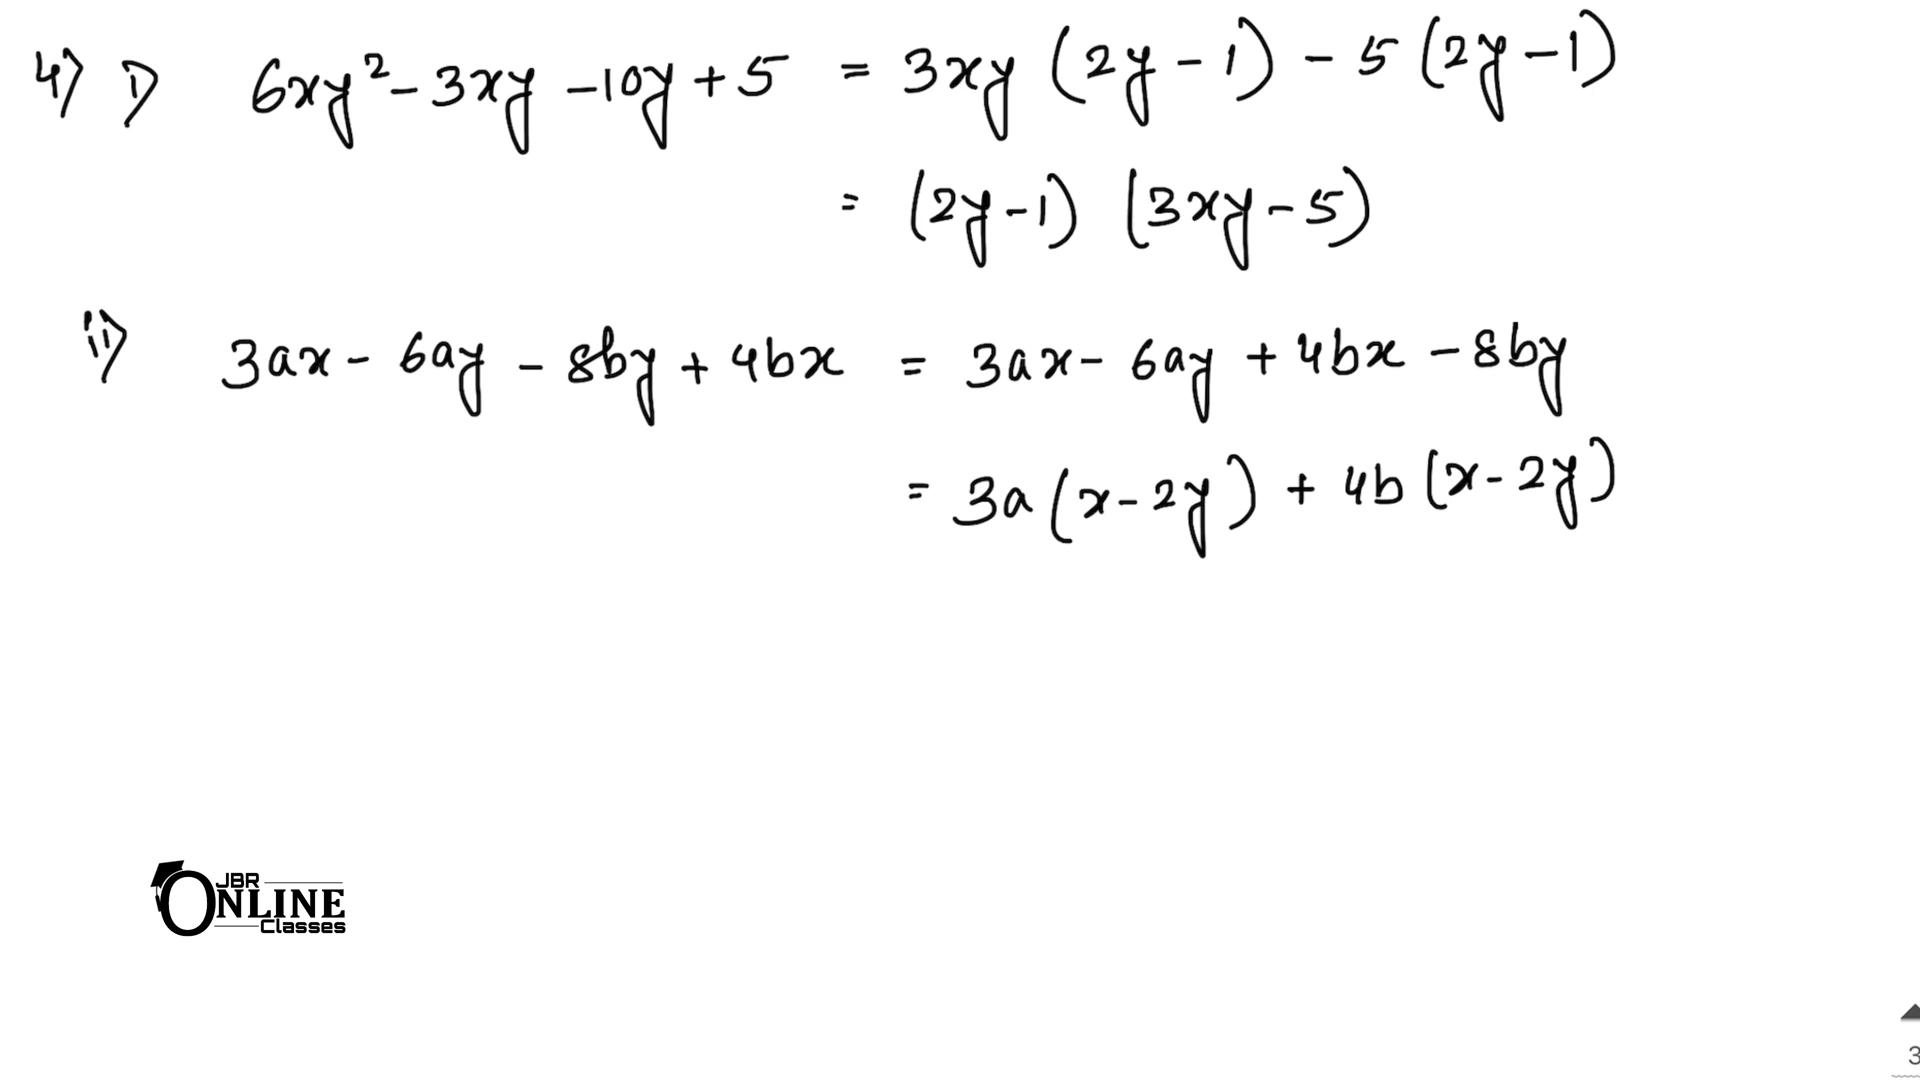 4) i) 6xy² - 3xy - 10y + 5 = 3xy (2y - 1) - 5 (2y - 1)
= (2y - 1) (3xy - 5)
ii) 3ax - 6ay - 8by + 4bx = 3ax - 6ay + 4bx - 8by
= 3a (x - 2y) + 4b (x - 2y)
JBR
ONLINE
Classes
3